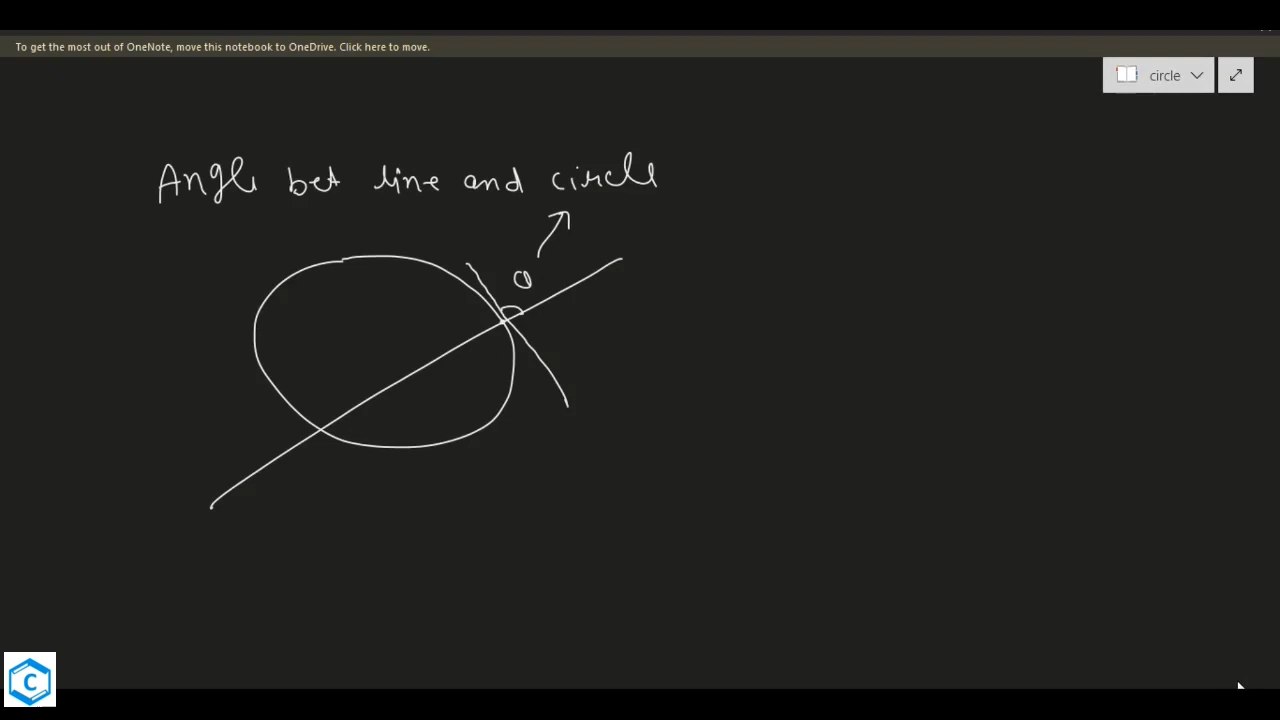 To get the most out of OneNote, move this notebook to OneDrive. Click here to move.
circle
Angle bet line and circle
θ
C